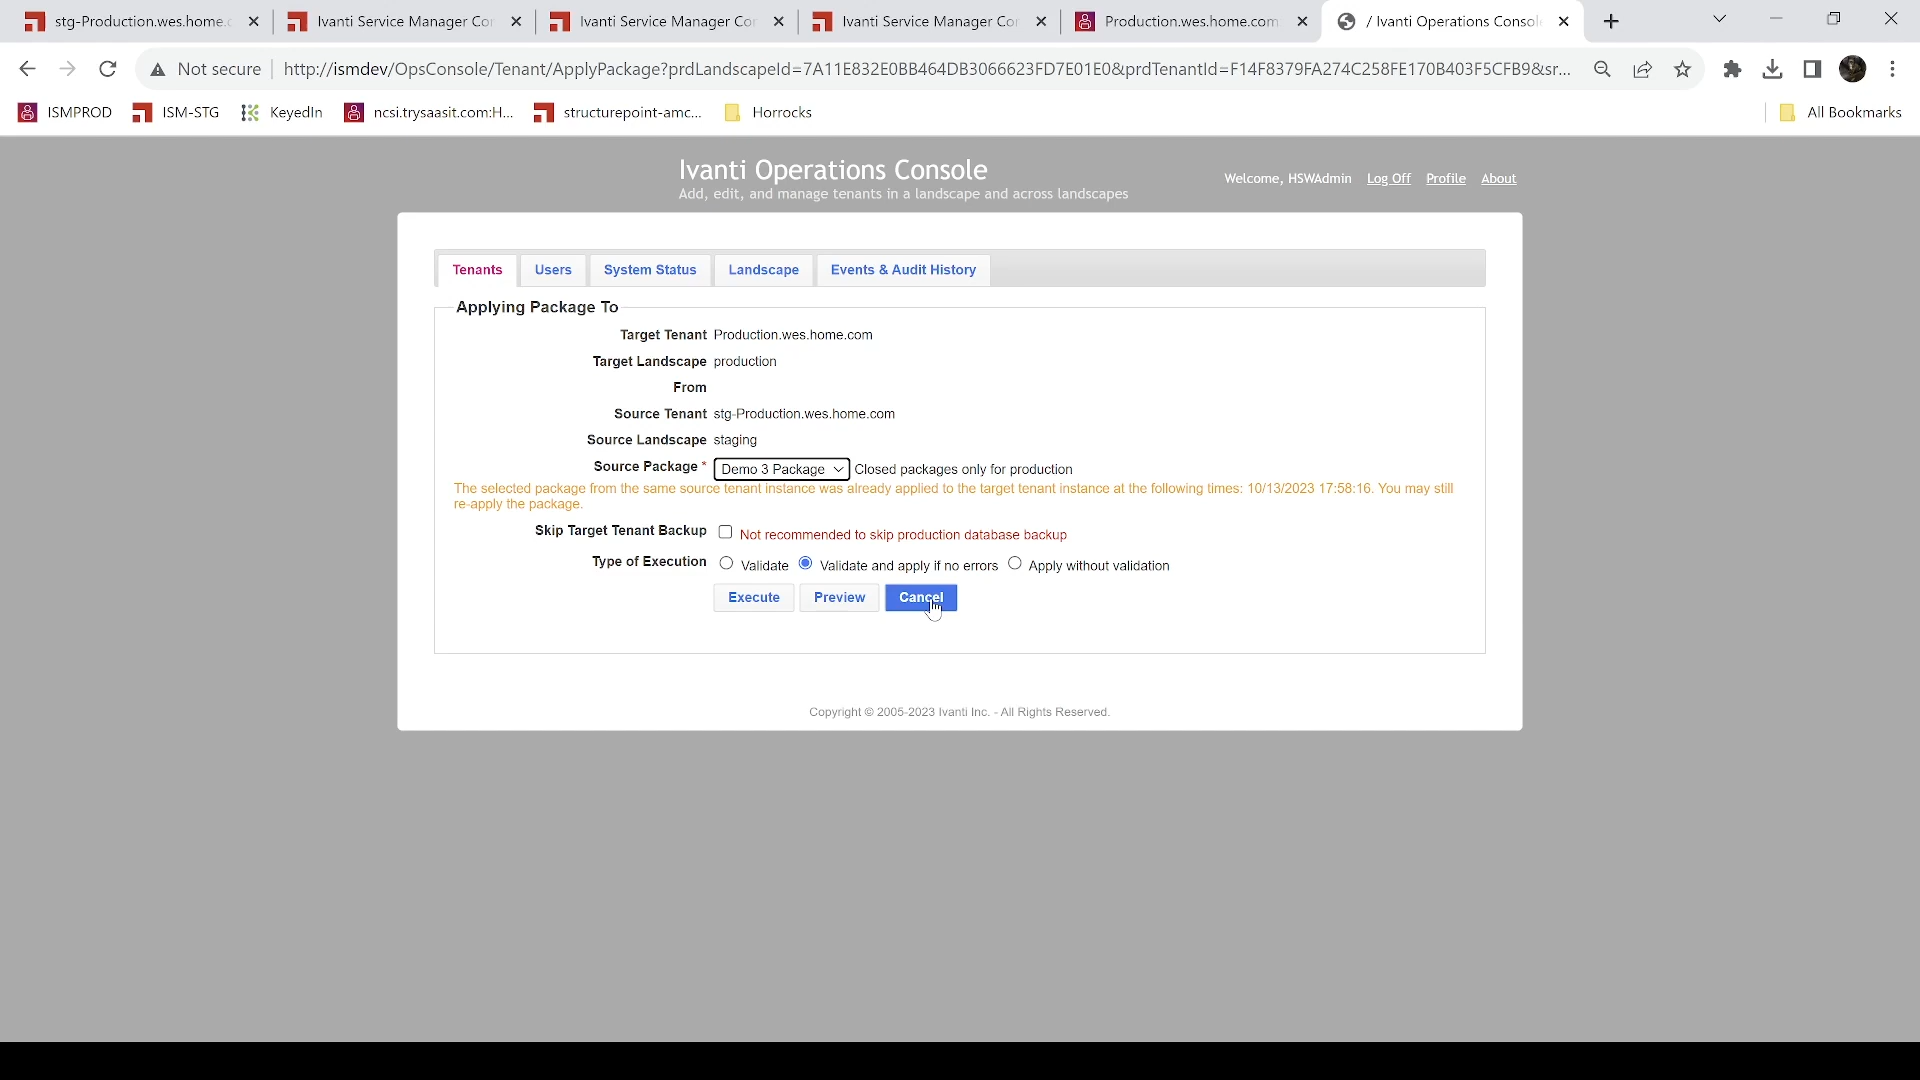 stg-Production.wes.home.c
Ivanti Service Manager Cor
Ivanti Service Manager Cor
Ivanti Service Manager Cor
Production.wes.home.com
/ Ivanti Operations Consol
Not secure
http://ismdev/OpsConsole/Tenant/ApplyPackage?prdLandscapeId=7A11E832E0BB464DB3066623FD7E01E0&prdTenantId=F14F8379FA274C258FE170B403F5CFB9&sr...
ISMPROD
ISM-STG
KeyedIn
ncsi.trysaasit.com:H...
structurepoint-amc...
Horrocks
All Bookmarks
Ivanti Operations Console
Add, edit, and manage tenants in a landscape and across landscapes
Welcome, HSWAdmin Log Off Profile About
Tenants Users System Status Landscape Events & Audit History
Applying Package To
Target Tenant Production.wes.home.com
Target Landscape production
From
Source Tenant stg-Production.wes.home.com
Source Landscape staging
Source Package * Demo 3 Package Closed packages only for production
The selected package from the same source tenant instance was already applied to the target tenant instance at the following times: 10/13/2023 17:58:16. You may still
re-apply the package.
Skip Target Tenant Backup Not recommended to skip production database backup
Type of Execution Validate Validate and apply if no errors Apply without validation
Execute Preview Cancel
Copyright © 2005-2023 Ivanti Inc. - All Rights Reserved.